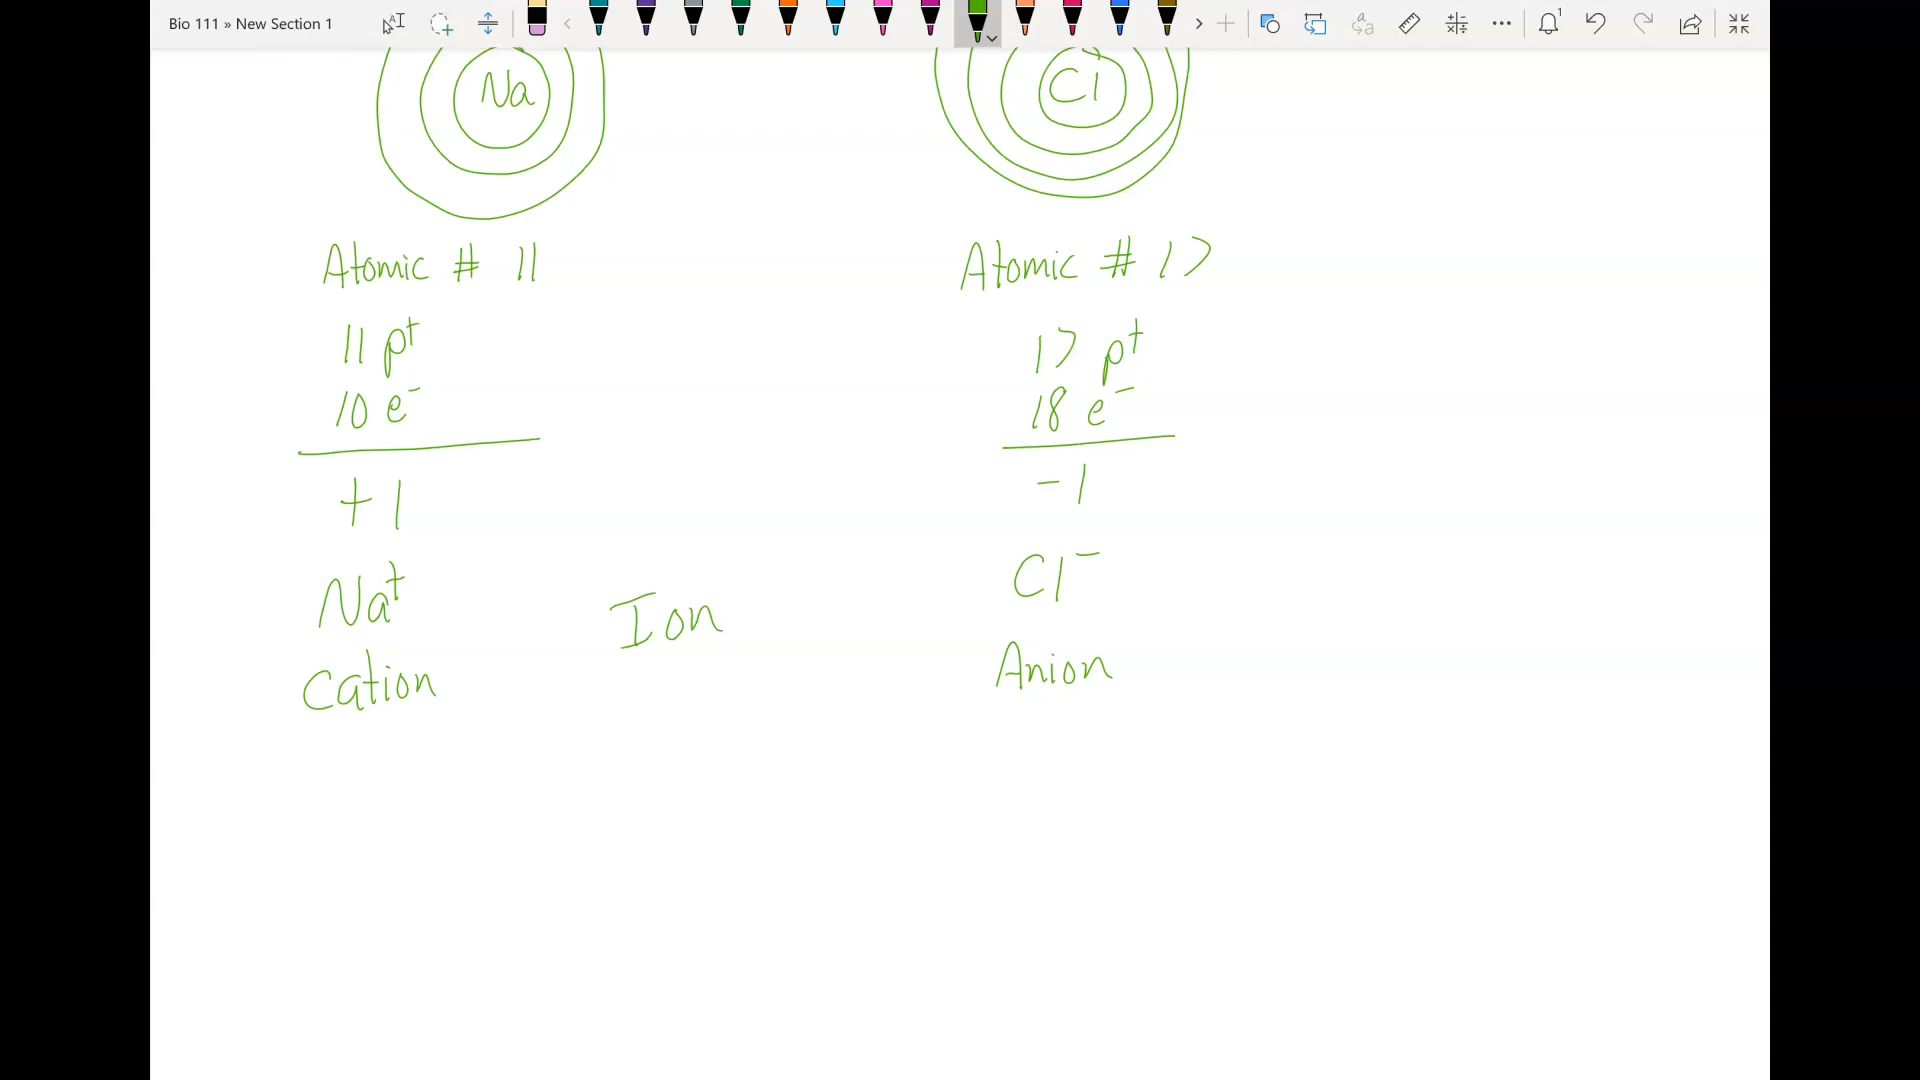 Bio 111 » New Section 1
1
Na
Cl
Atomic # 11
11 p⁺
10 e⁻
+1
Na⁺
Cation
Ion
Atomic # 17
17 p⁺
18 e⁻
-1
Cl⁻
Anion